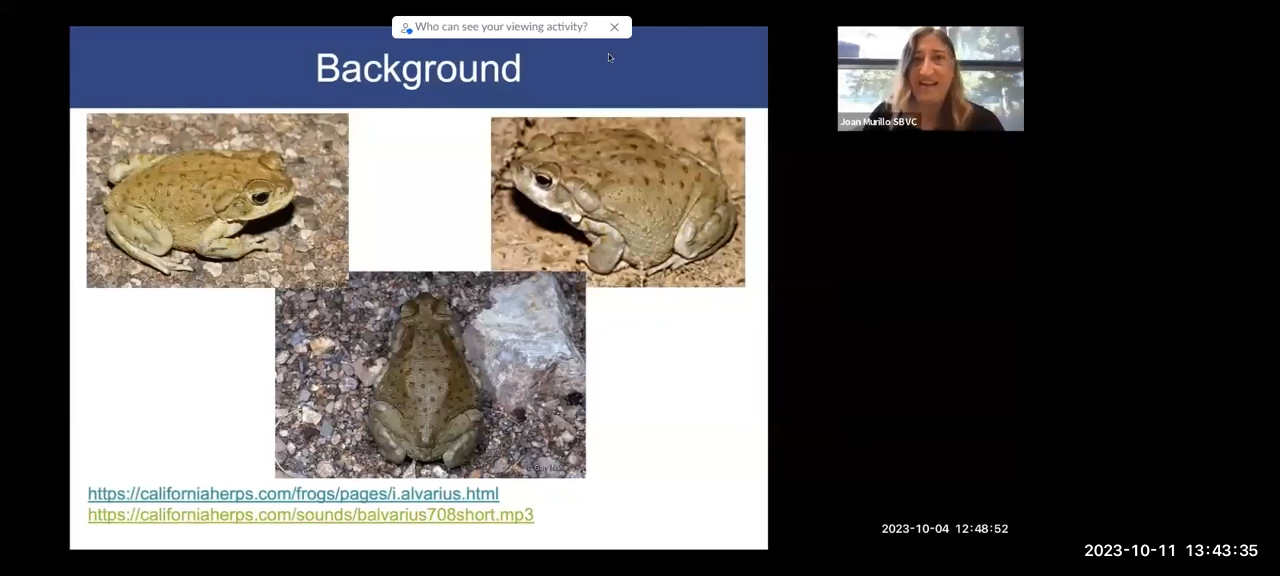 Who can see your viewing activity?
Background
Joan Murillo SBVC
https://californiaherps.com/frogs/pages/i.alvarius.html
https://californiaherps.com/sounds/balvarius708short.mp3
2023-10-04 12:48:52
2023-10-11 13:43:35